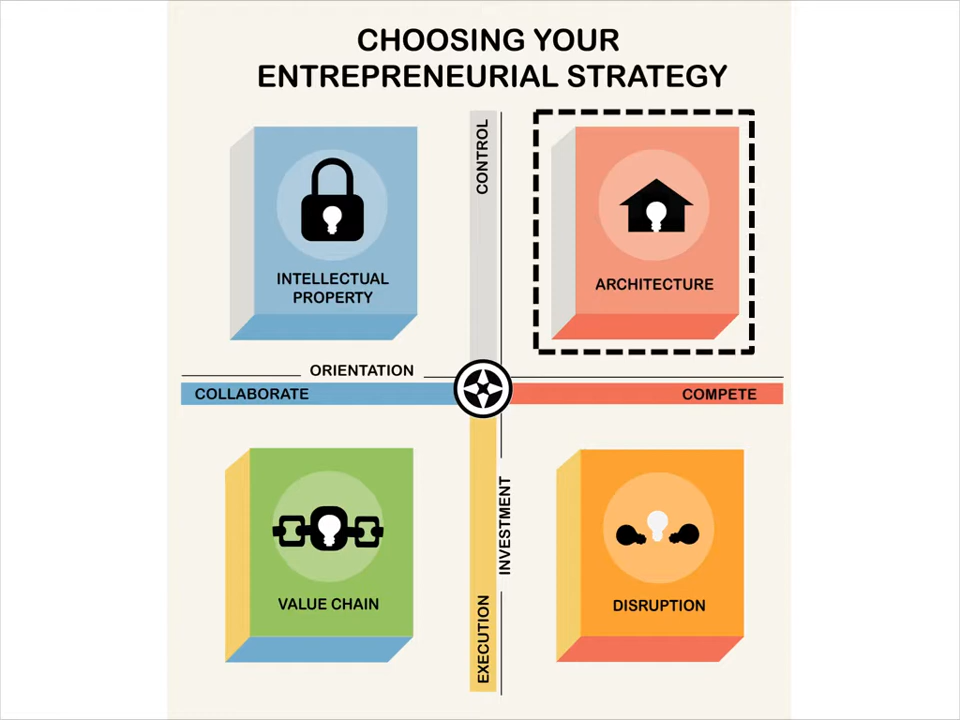 CHOOSING YOUR
ENTREPRENEURIAL STRATEGY
CONTROL
INTELLECTUAL
PROPERTY
ARCHITECTURE
ORIENTATION
COLLABORATE
COMPETE
INVESTMENT
EXECUTION
VALUE CHAIN
DISRUPTION